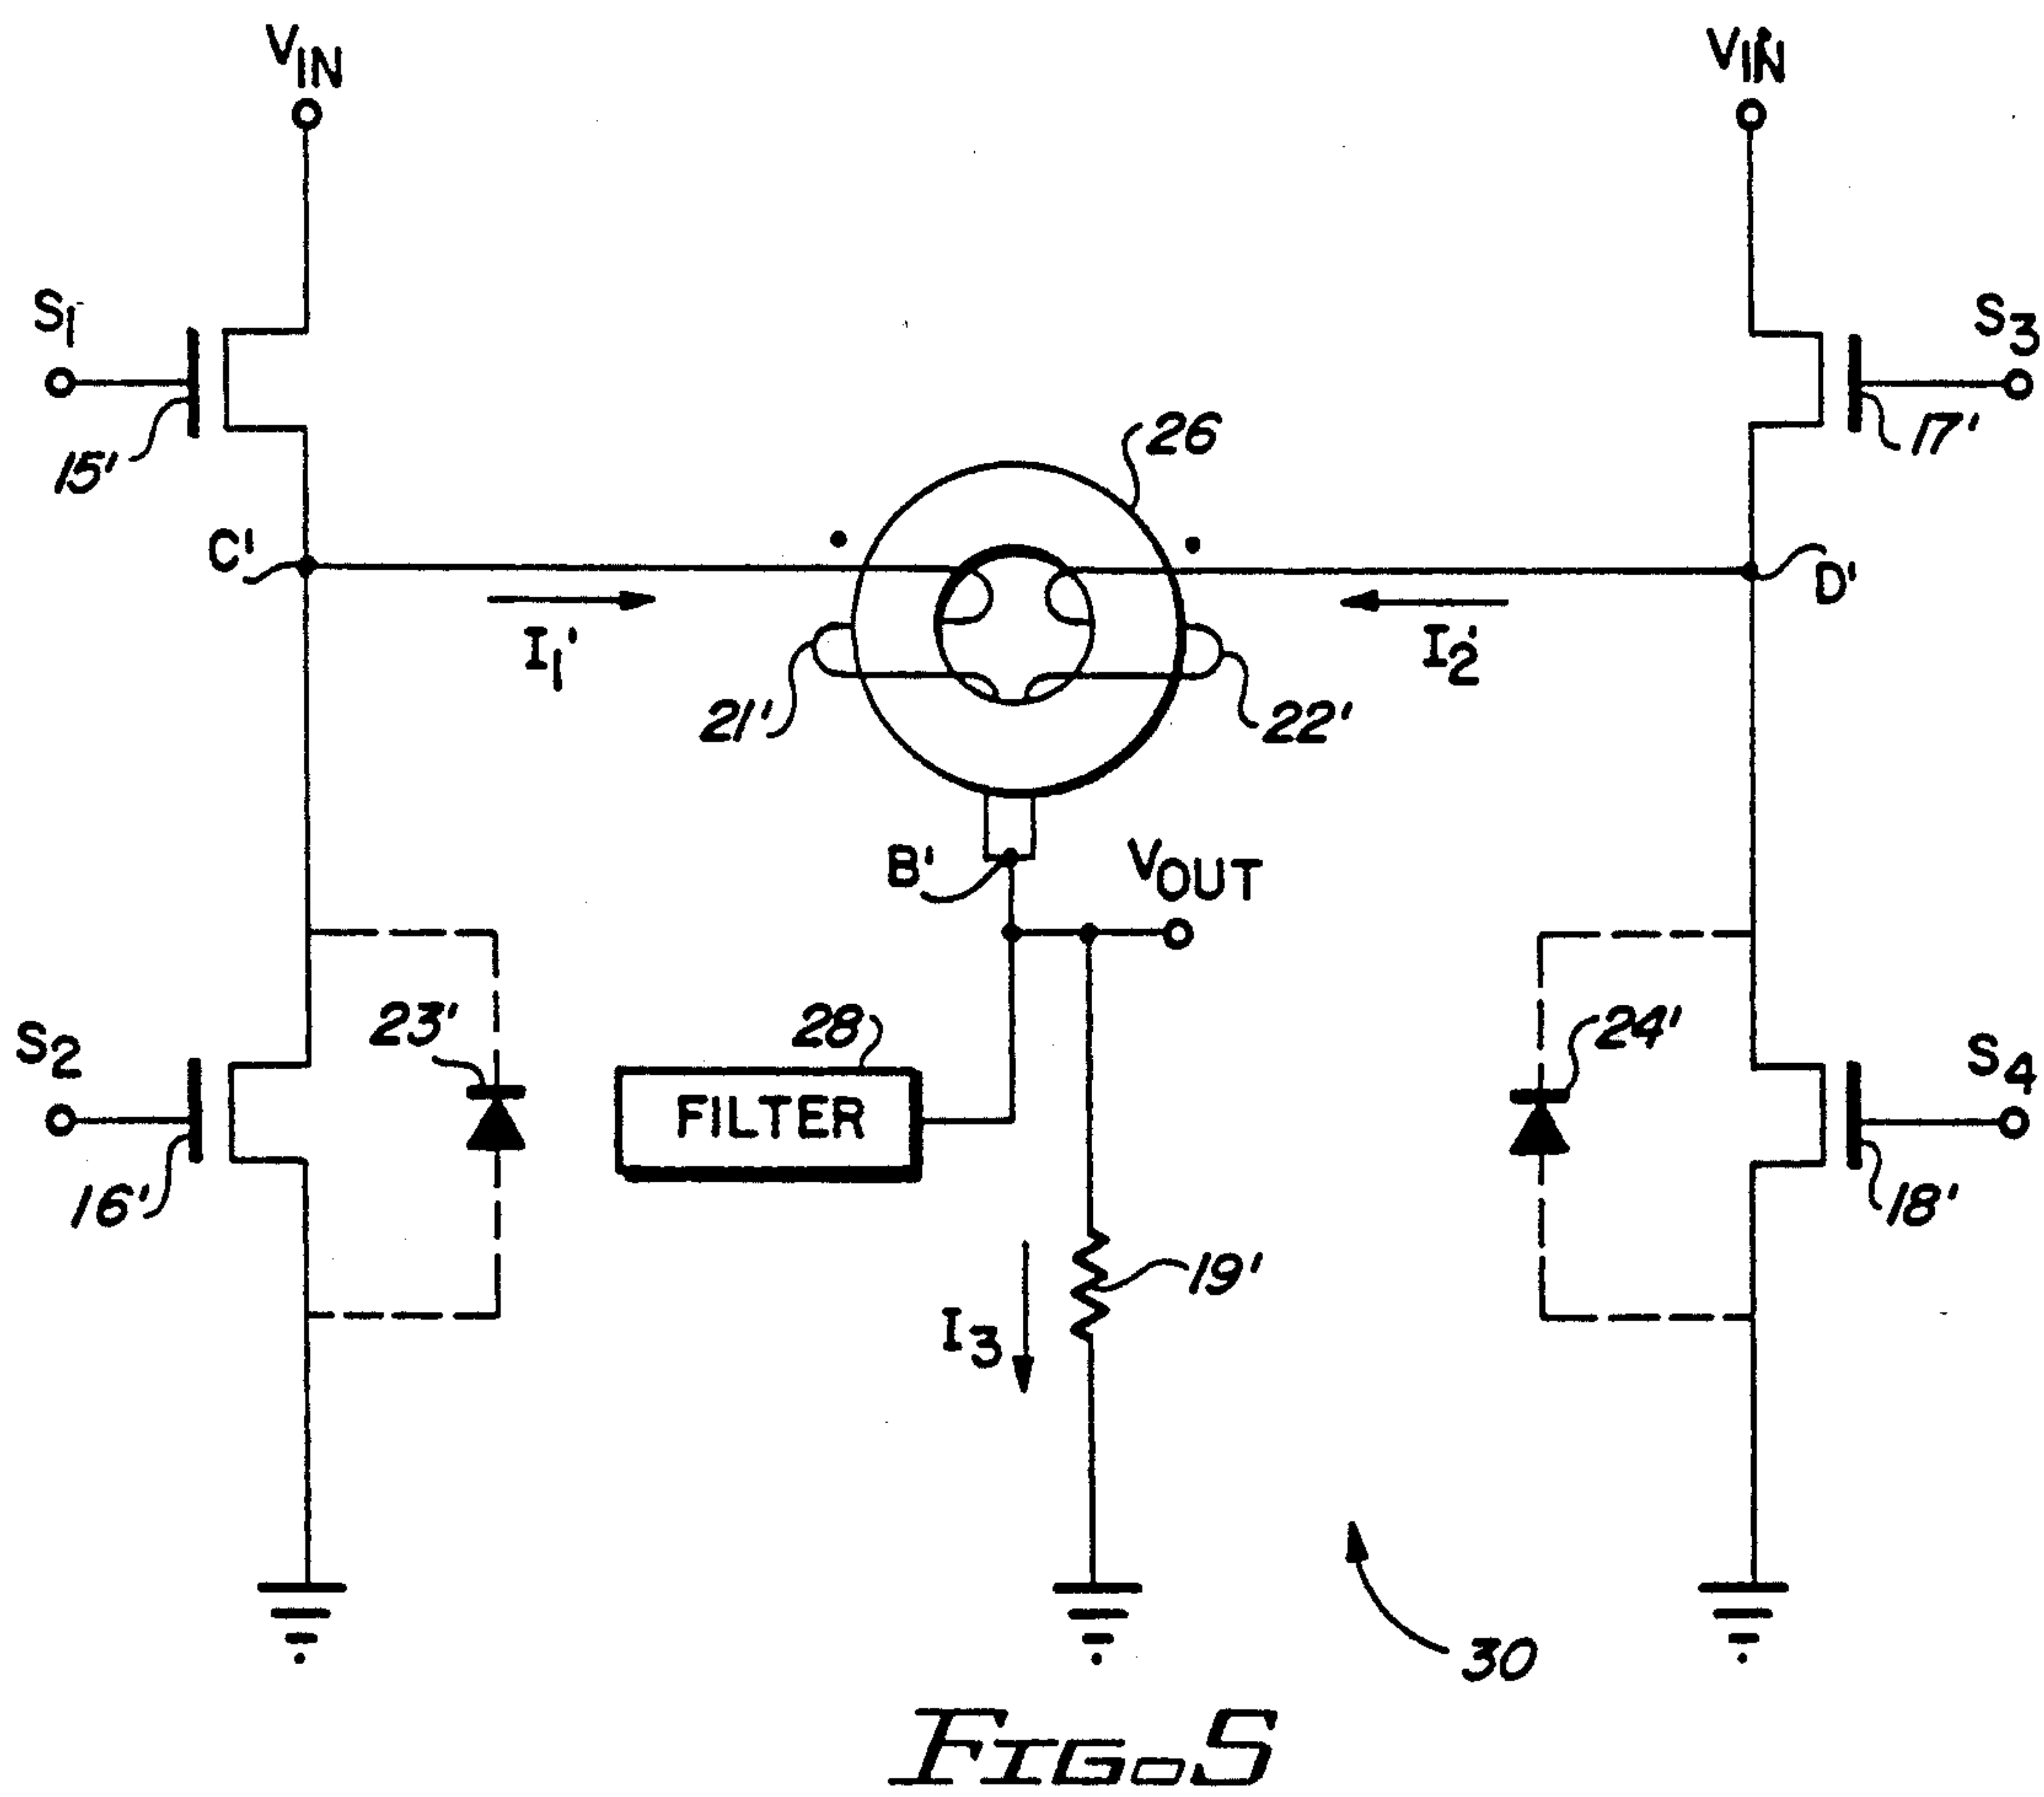 VIN
VIN
S1
S3
15'
17'
26
C'
D'
I1'
I2'
21'
22'
B'
VOUT
S2
23'
28
24'
S4
FILTER
16'
18'
19'
I3
30
FIG. 5